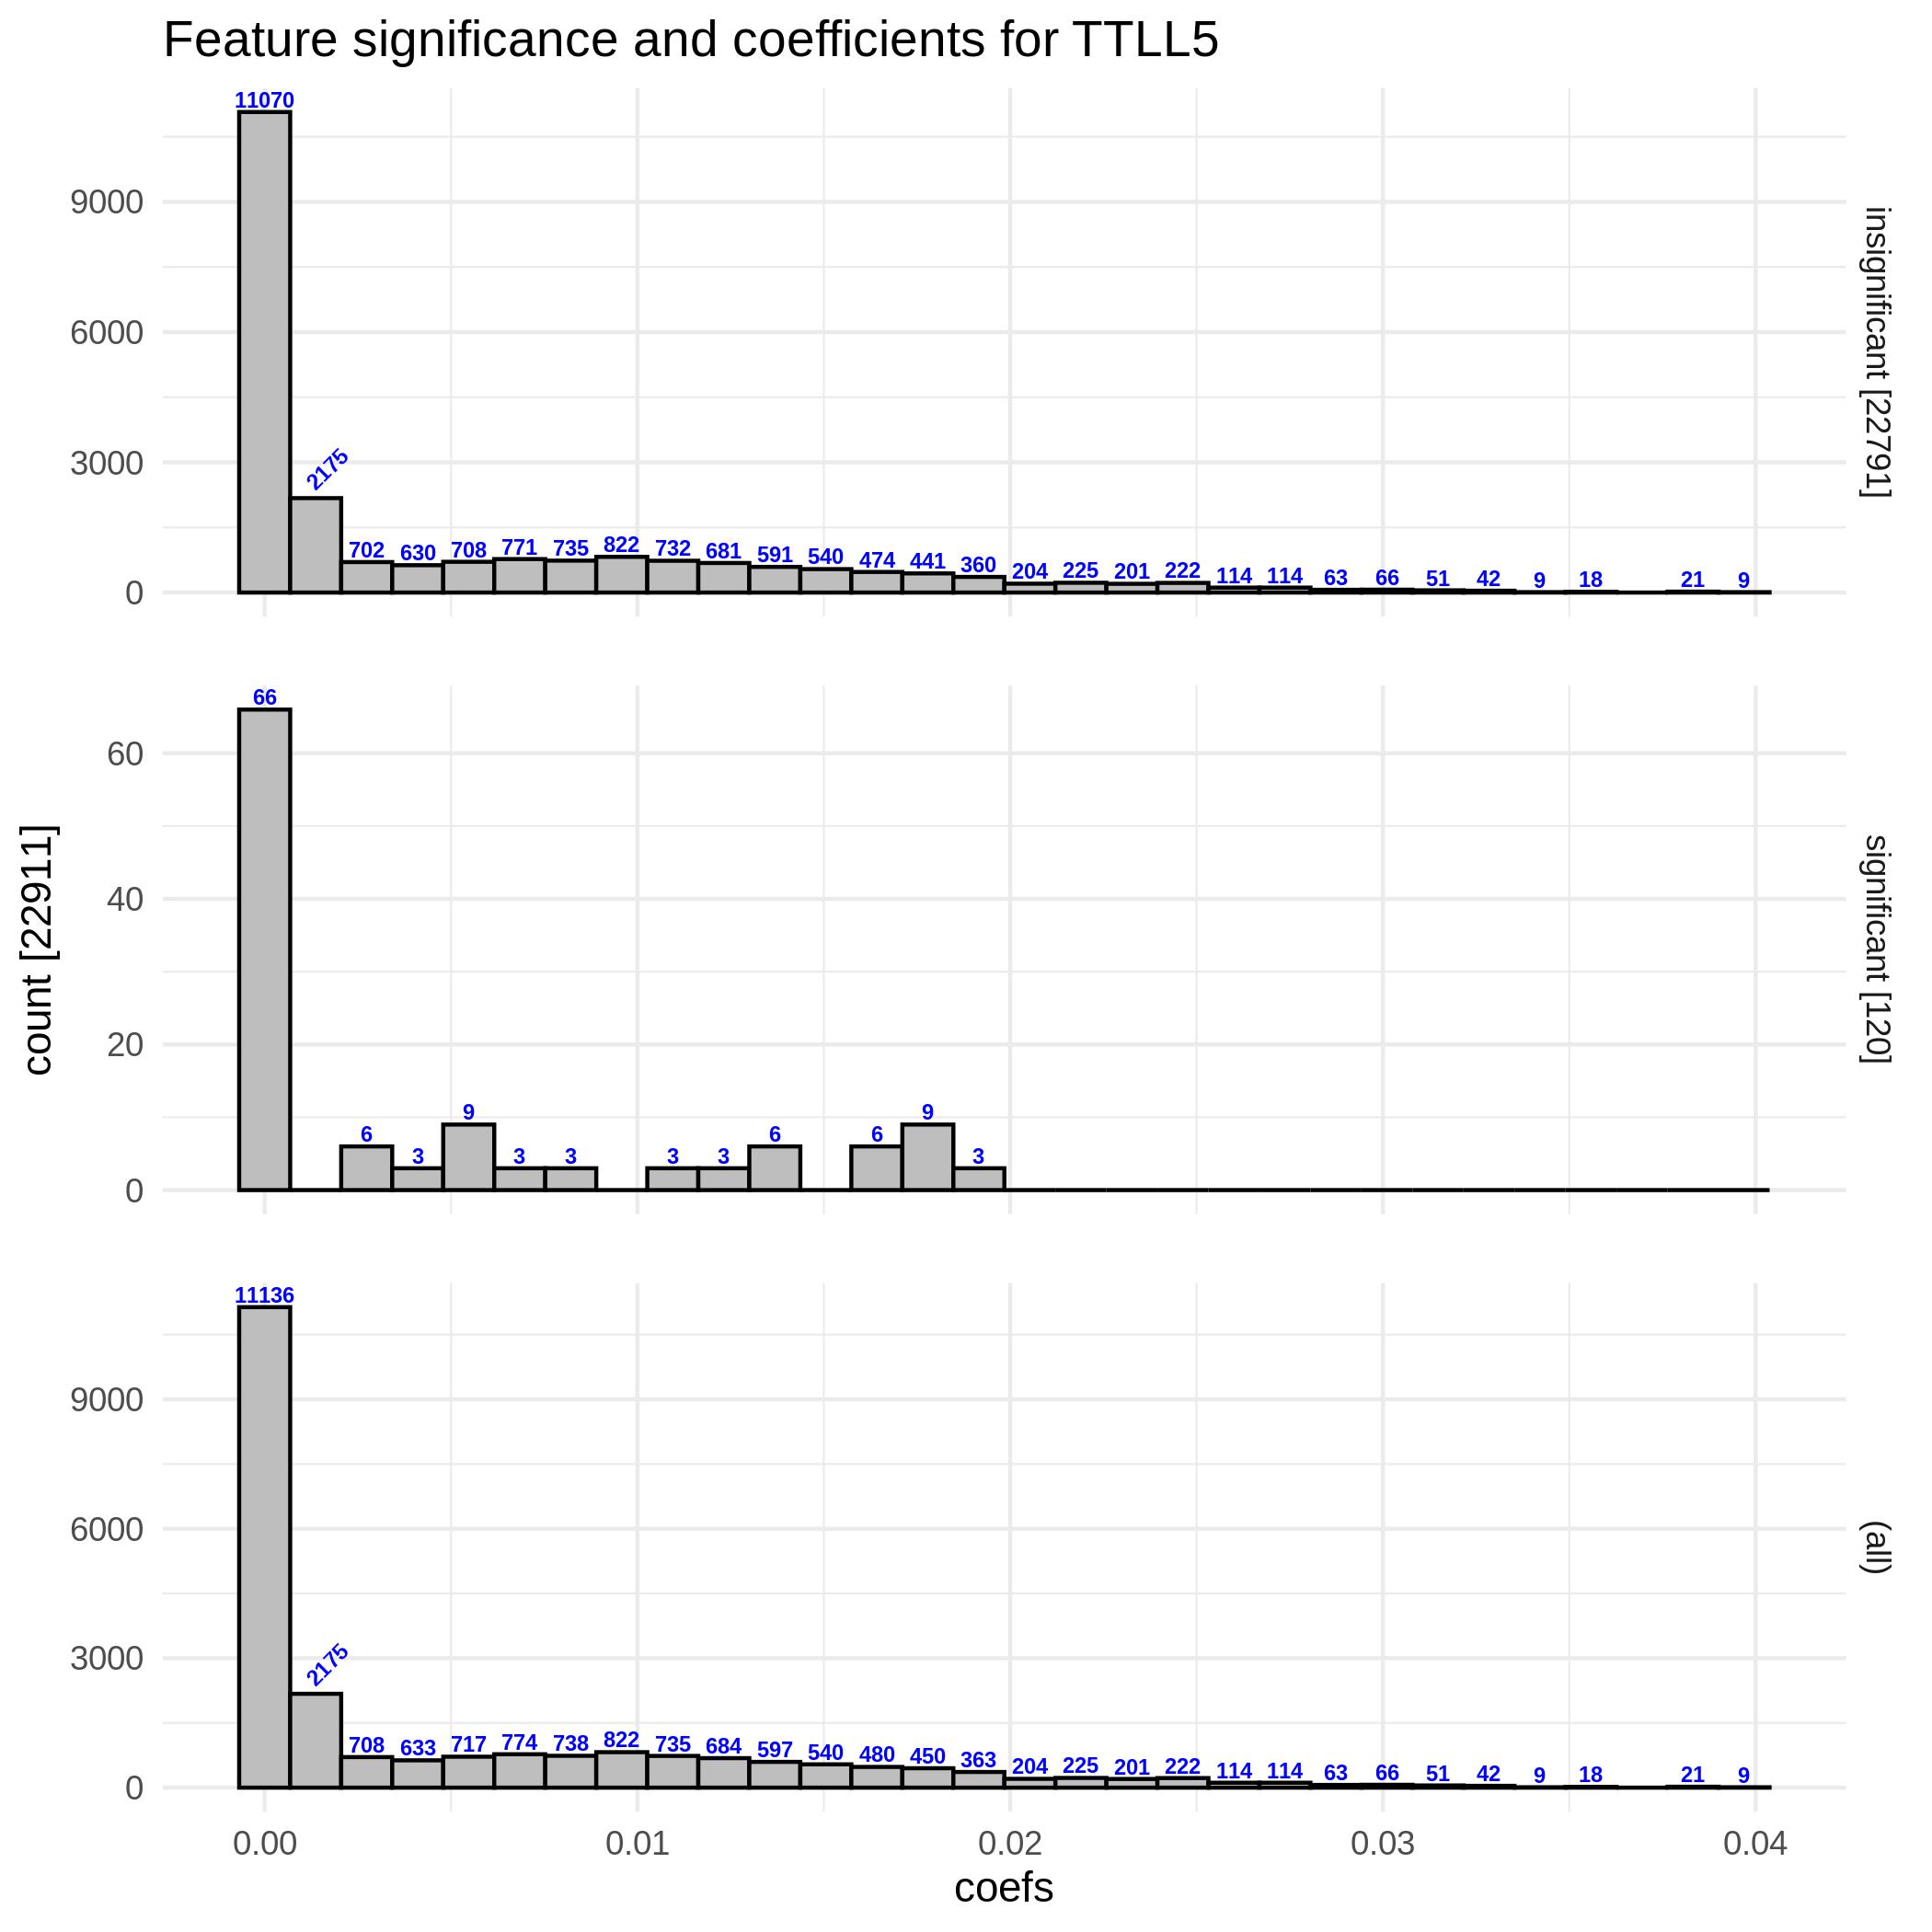 Feature significance and coefficients for TTLL5
11070
9000
6000
3000
0
2175
702 630 708 771 735 822 732 681 591 540 474 441 360 204 225 201 222 114 114 63 66 51 42 9 18 21 9
insignificant [22791]
count [22911]
66
60
40
20
0
6 3 9 3 3 3 3 6 6 9 3
significant [120]
11136
9000
6000
3000
0
2175
708 633 717 774 738 822 735 684 597 540 480 450 363 204 225 201 222 114 114 63 66 51 42 9 18 21 9
(all)
0.00 0.01 0.02 0.03 0.04
coefs